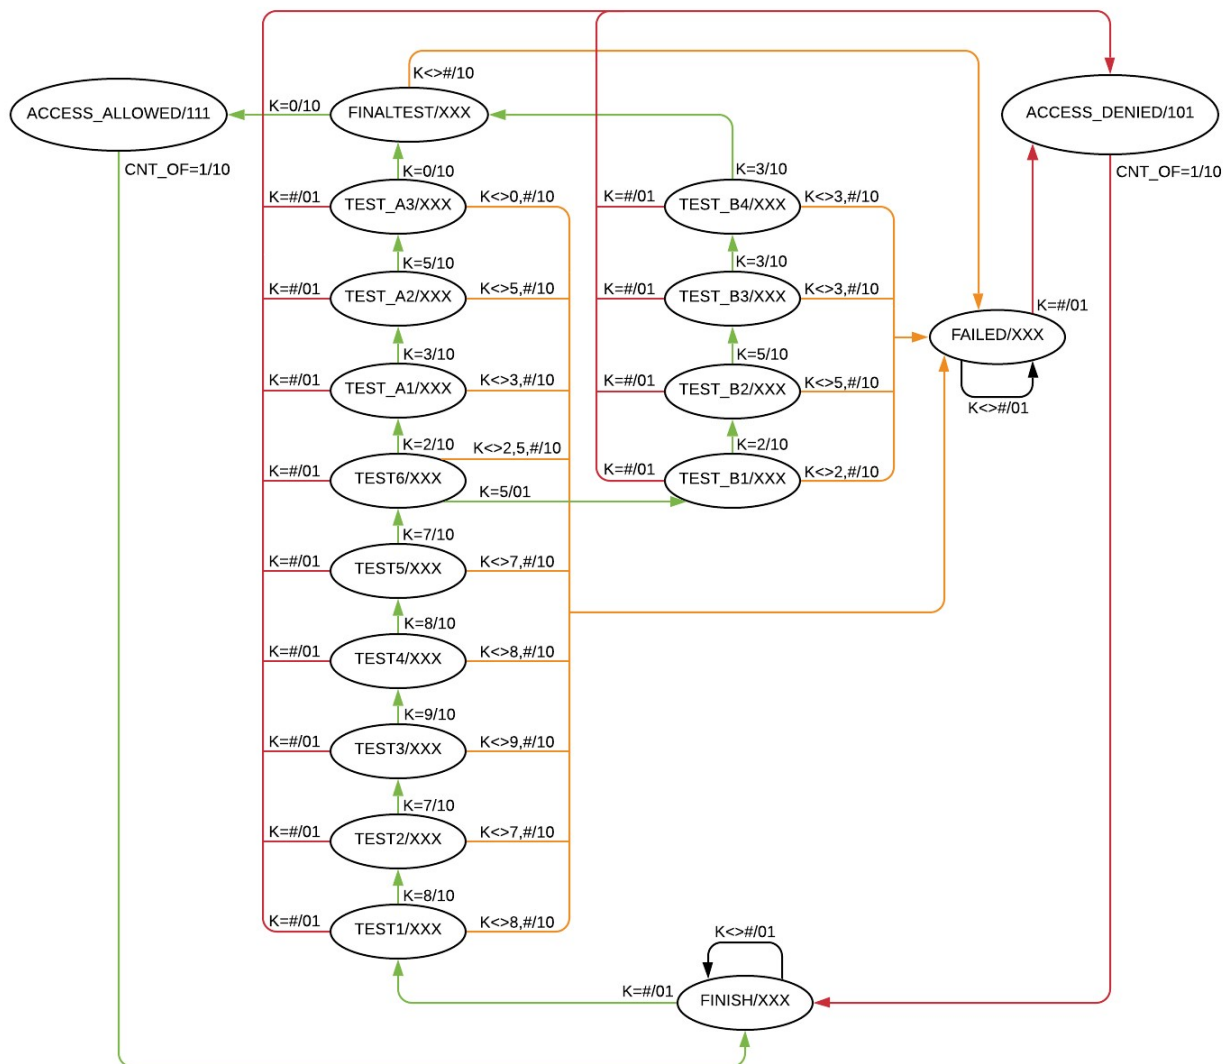 K<>#/10
ACCESS_ALLOWED/111
K=0/10
FINALTEST/XXX
ACCESS_DENIED/101
CNT_OF=1/10
K=0/10
K=3/10
CNT_OF=1/10
K=#/01
TEST_A3/XXX
K<>0,#/10
K=#/01
TEST_B4/XXX
K<>3,#/10
K=5/10
K=3/10
K=#/01
TEST_A2/XXX
K<>5,#/10
K=#/01
TEST_B3/XXX
K<>3,#/10
K=#/01
FAILED/XXX
K=3/10
K=5/10
K=#/01
TEST_A1/XXX
K<>3,#/10
K=#/01
TEST_B2/XXX
K<>5,#/10
K<>#/01
K=2/10
K<>2,5,#/10
K=2/10
K=#/01
TEST6/XXX
K=5/01
K=#/01
TEST_B1/XXX
K<>2,#/10
K=7/10
K=#/01
TEST5/XXX
K<>7,#/10
K=8/10
K=#/01
TEST4/XXX
K<>8,#/10
K=9/10
K=#/01
TEST3/XXX
K<>9,#/10
K=7/10
K=#/01
TEST2/XXX
K<>7,#/10
K=8/10
K=#/01
TEST1/XXX
K<>8,#/10
K<>#/01
K=#/01
FINISH/XXX